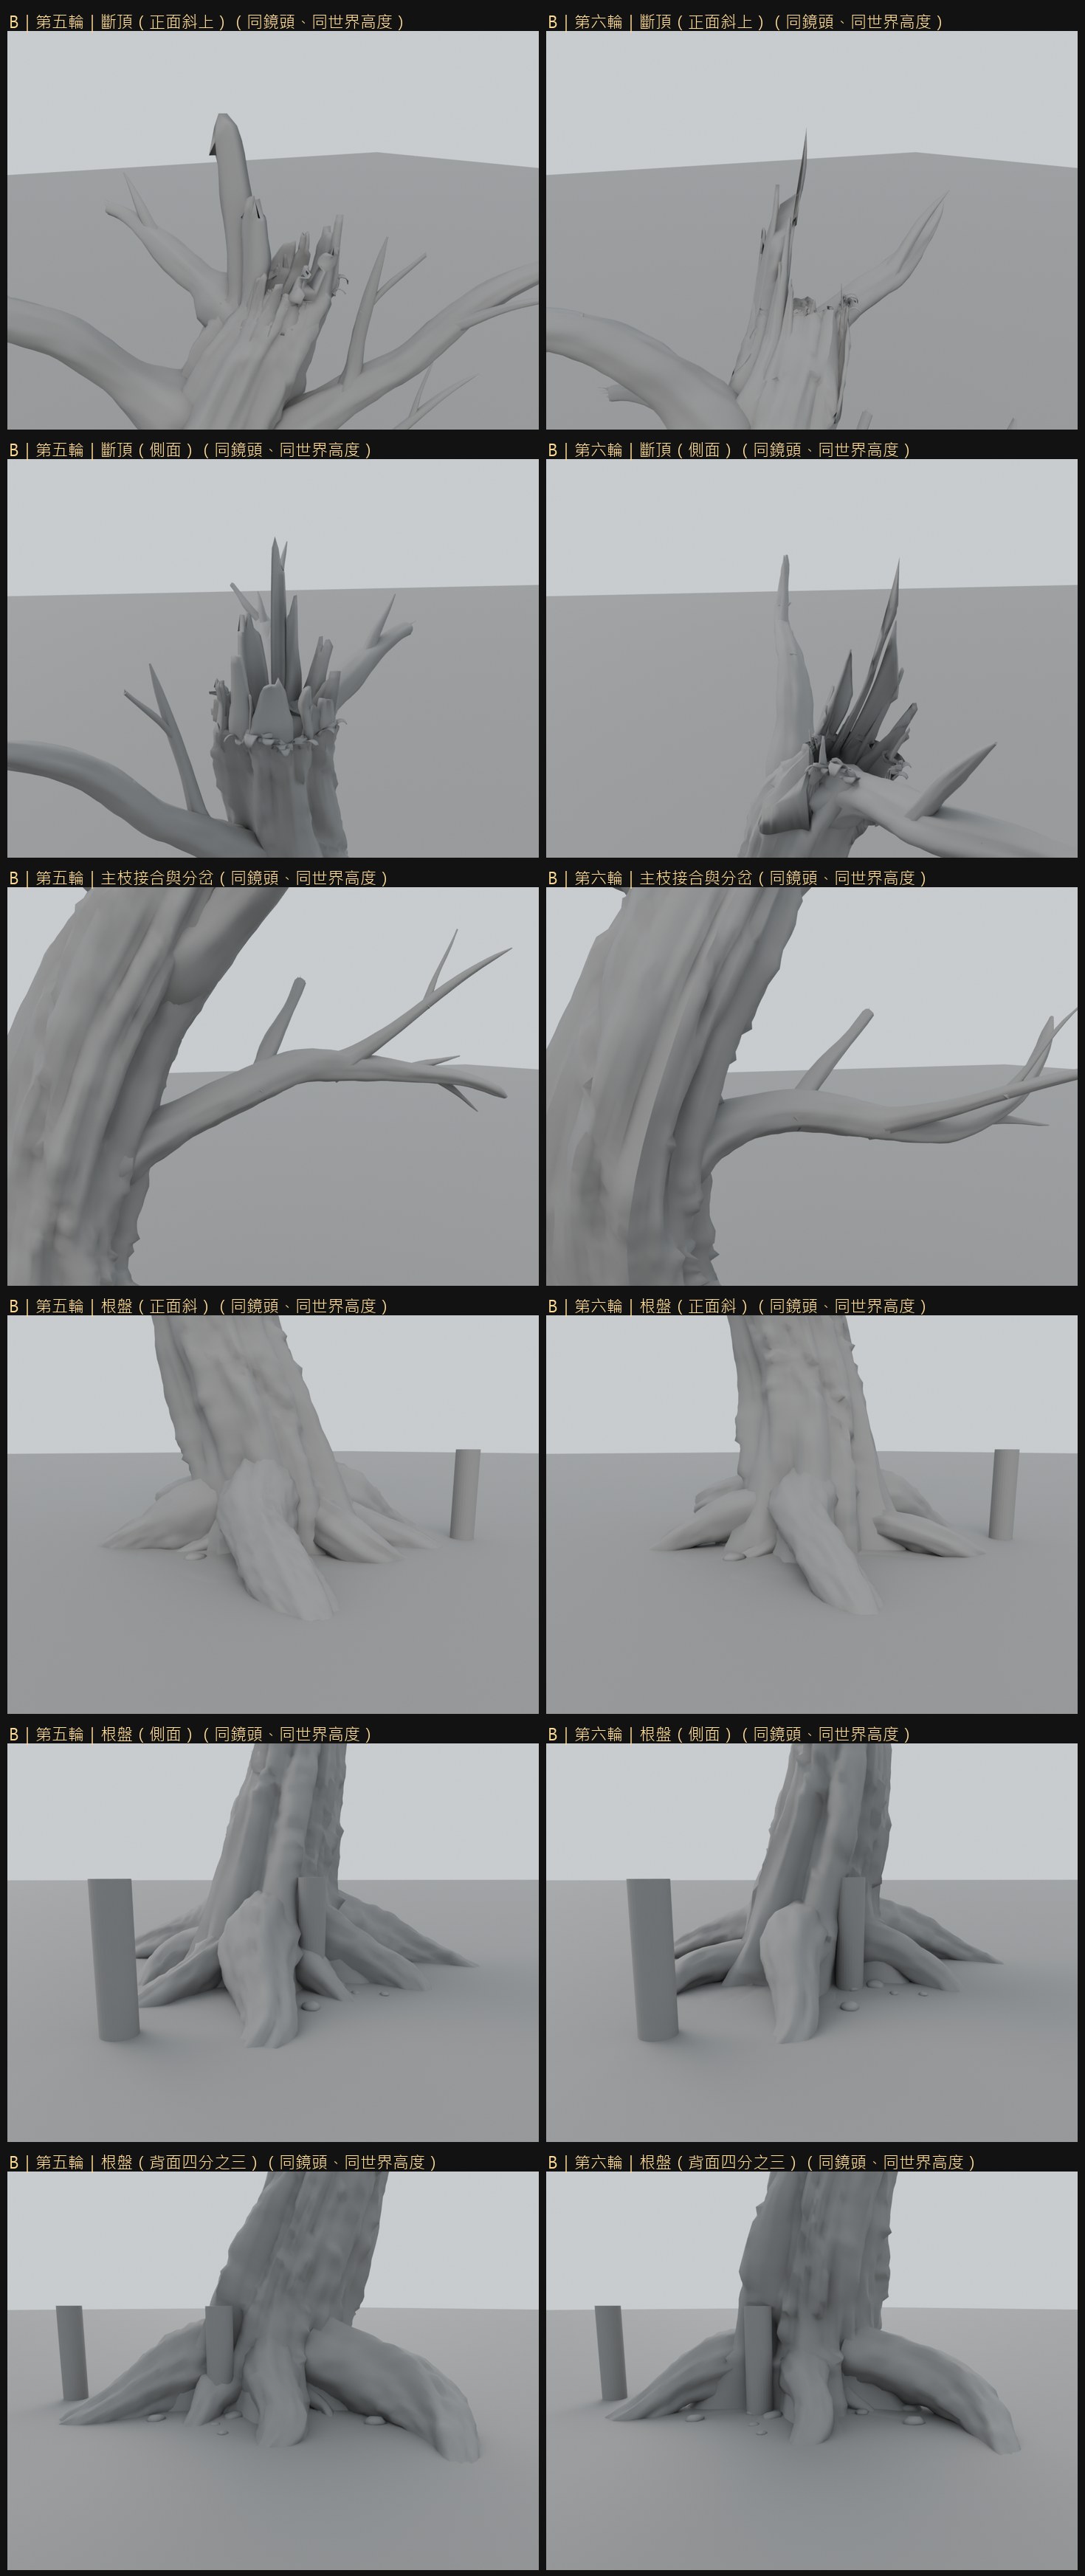 B｜第五輪｜斷頂（正面斜上）（同鏡頭、同世界高度）
B｜第六輪｜斷頂（正面斜上）（同鏡頭、同世界高度）
B｜第五輪｜斷頂（側面）（同鏡頭、同世界高度）
B｜第六輪｜斷頂（側面）（同鏡頭、同世界高度）
B｜第五輪｜主枝接合與分岔（同鏡頭、同世界高度）
B｜第六輪｜主枝接合與分岔（同鏡頭、同世界高度）
B｜第五輪｜根盤（正面斜）（同鏡頭、同世界高度）
B｜第六輪｜根盤（正面斜）（同鏡頭、同世界高度）
B｜第五輪｜根盤（側面）（同鏡頭、同世界高度）
B｜第六輪｜根盤（側面）（同鏡頭、同世界高度）
B｜第五輪｜根盤（背面四分之三）（同鏡頭、同世界高度）
B｜第六輪｜根盤（背面四分之三）（同鏡頭、同世界高度）